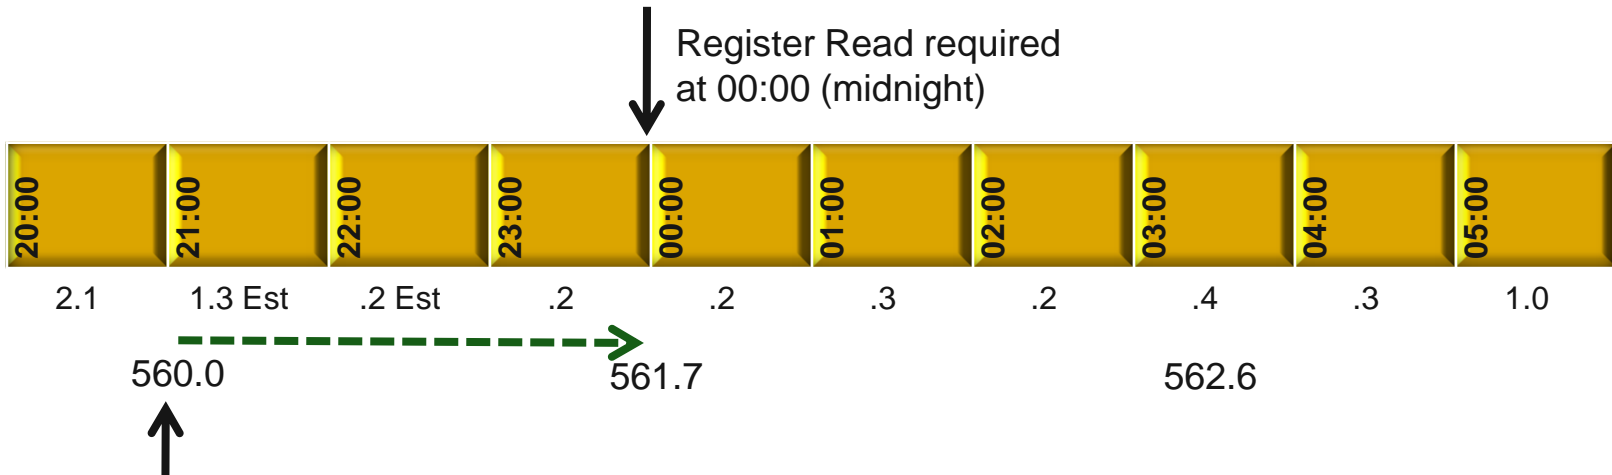 Register Read required
at 00:00 (midnight)
20:00 21:00 22:00 23:00 00:00 01:00 02:00 03:00 04:00 05:00
2.1 1.3 Est .2 Est .2 .2 .3 .2 .4 .3 1.0
560.0 561.7 562.6